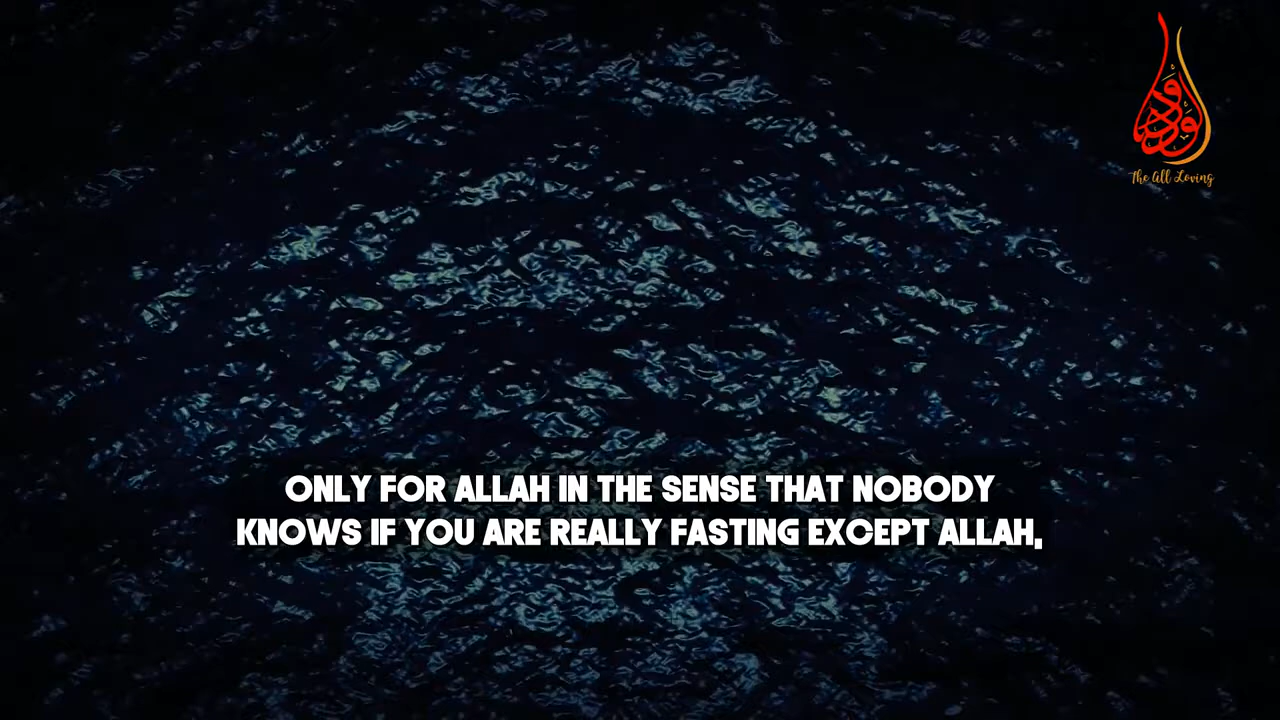 The All Loving
ONLY FOR ALLAH IN THE SENSE THAT NOBODY
KNOWS IF YOU ARE REALLY FASTING EXCEPT ALLAH,